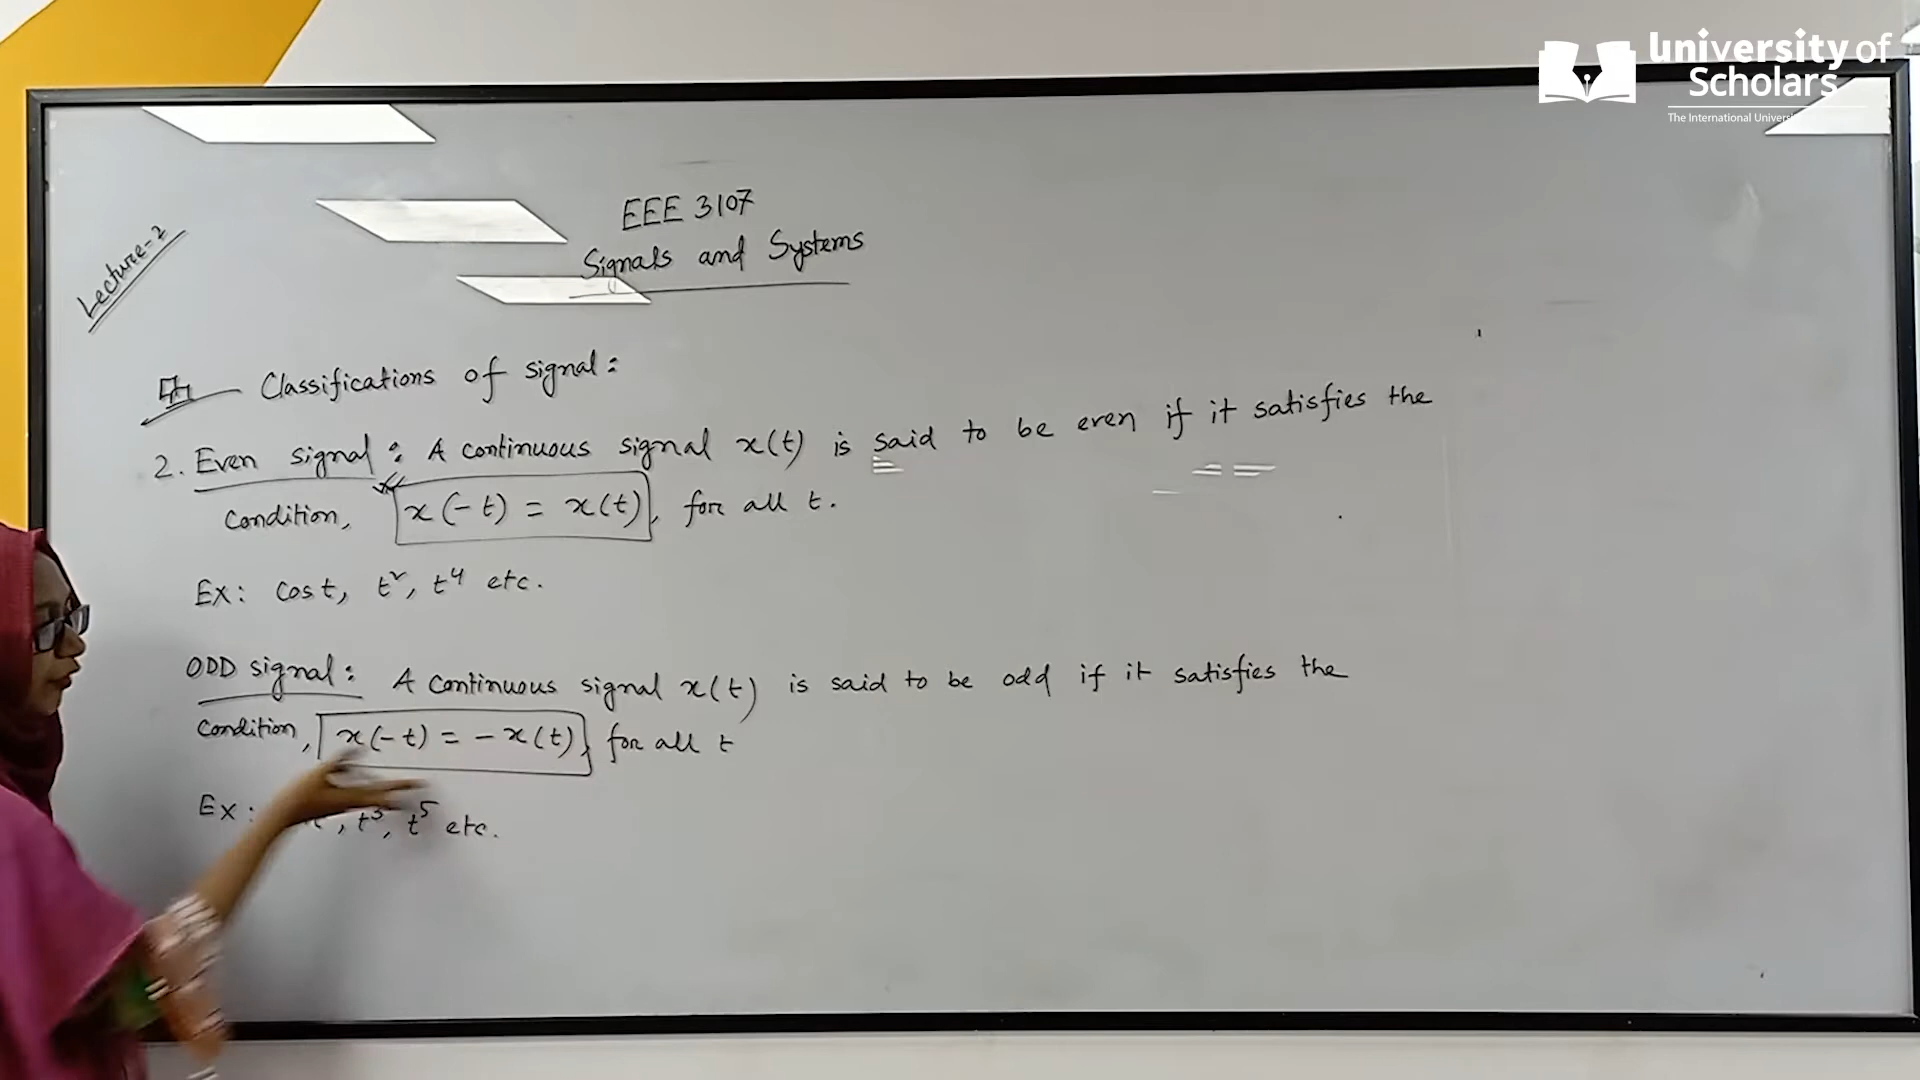 University of
Scholars
The International Univers
Lecture-2
EEE 3107
Signals and Systems
Classifications of signal:
2. Even signal: A continuous signal x(t) is said to be even if it satisfies the
Condition, x(-t) = x(t), for all t.
Ex: Cost, t², t⁴ etc.
ODD signal: A continuous signal x(t) is said to be odd if it satisfies the
Condition, x(-t) = -x(t), for all t
Ex: , t³, t⁵ etc.